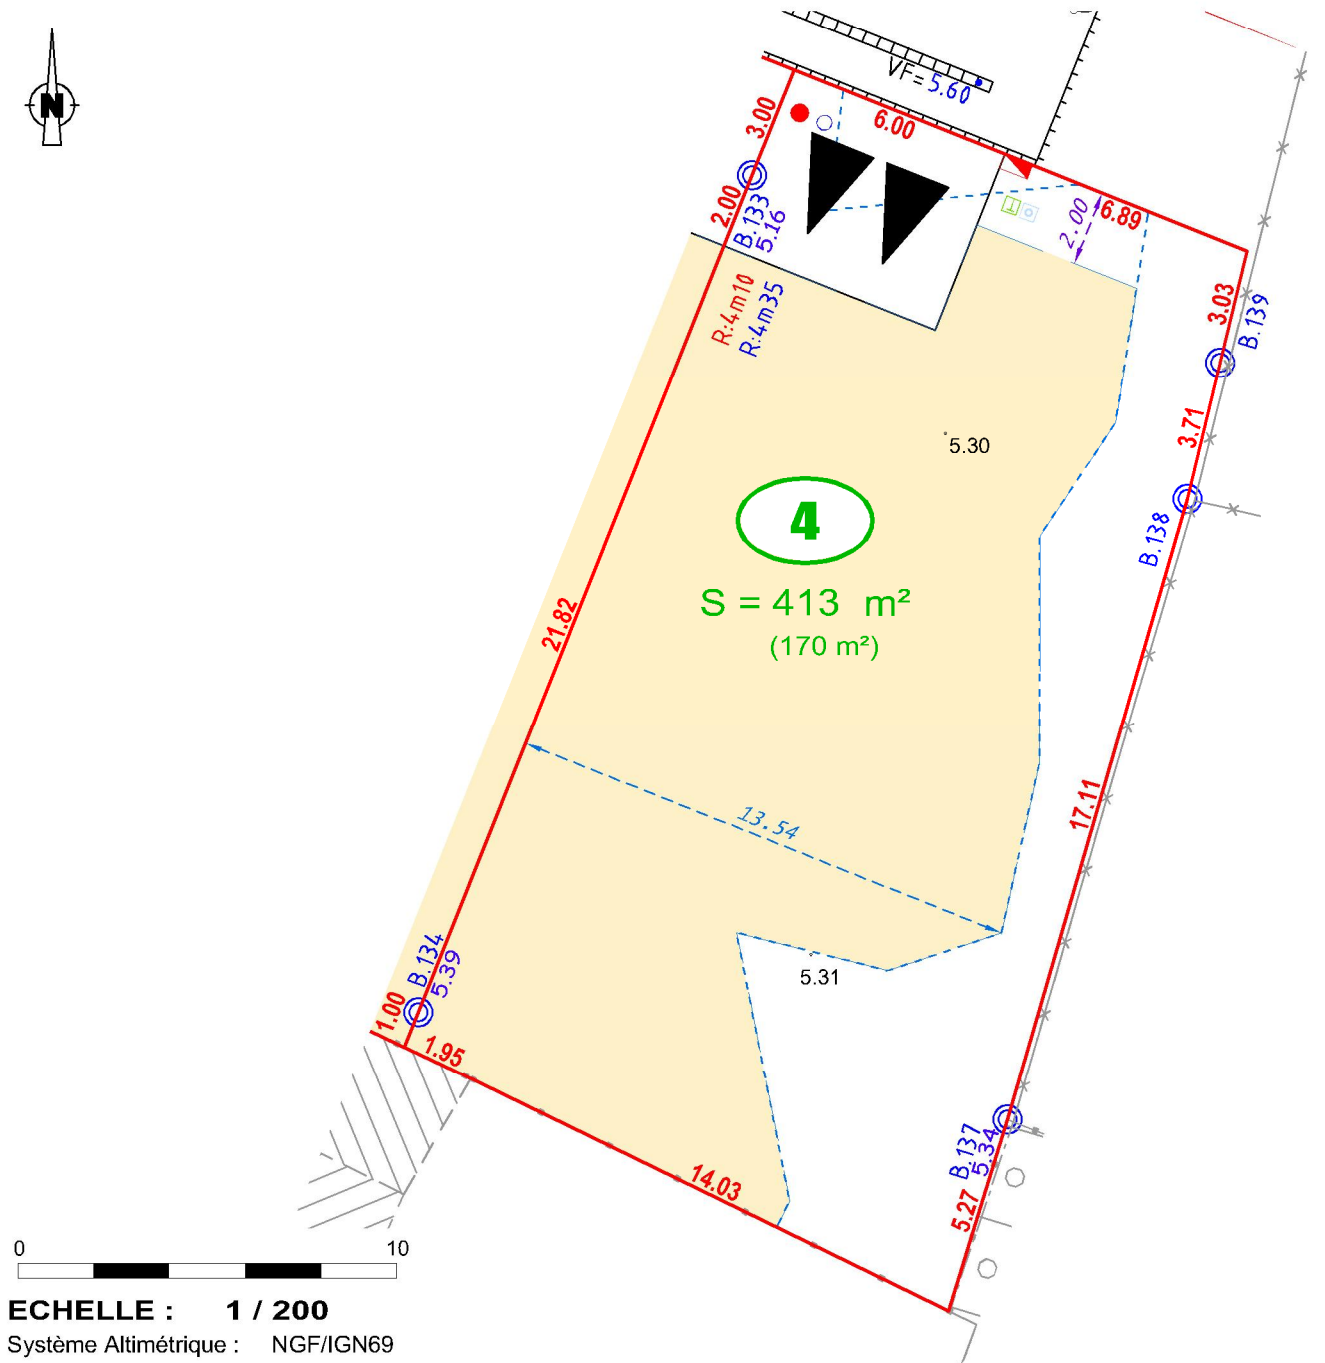 N
VF= 5.60
3.00
6.00
2.00
B.133
5.16
2.00
6.89
R:4m10
R:4m35
3.03
B.139
3.71
5.30
4
B.138
S = 413 m²
(170 m²)
21.82
17.11
13.54
B.134
5.39
5.31
1.00
1.95
B.137
5.34
14.03
5.27
0 10
ECHELLE : 1 / 200
Système Altimétrique : NGF/IGN69